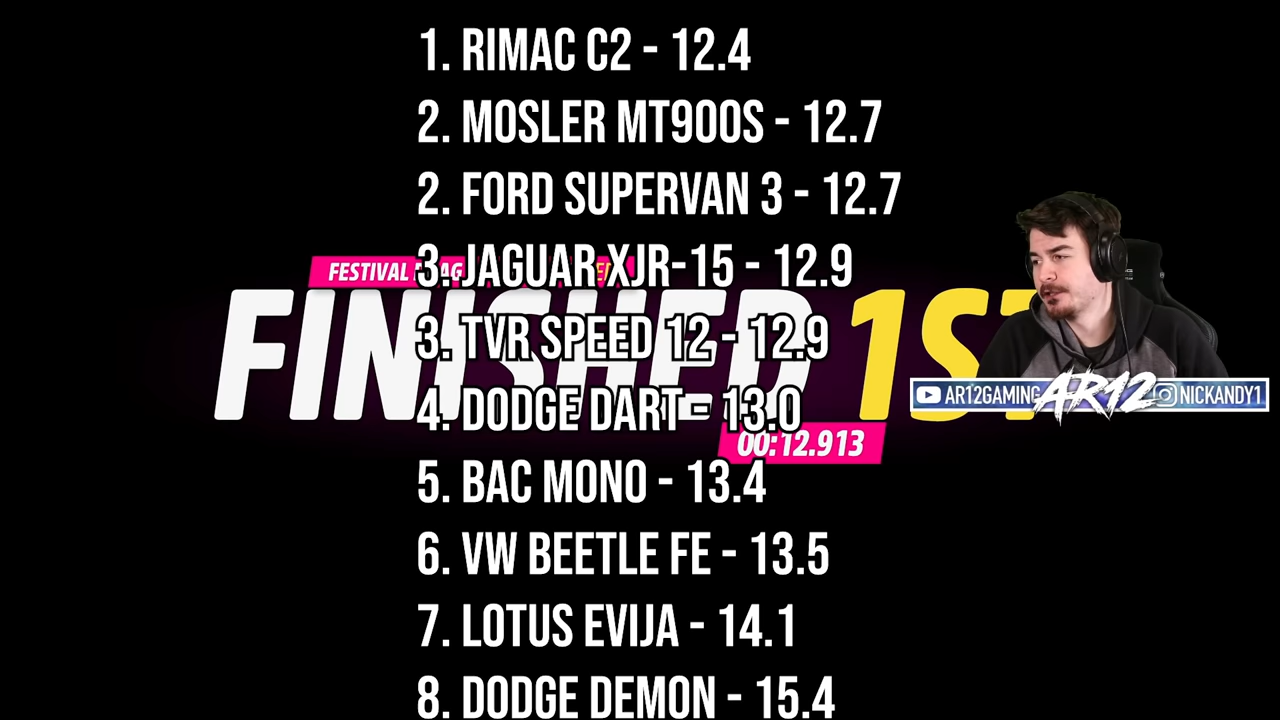 1. RIMAC C2 - 12.4
2. MOSLER MT900S - 12.7
2. FORD SUPERVAN 3 - 12.7
3. JAGUAR XJR-15 - 12.9
FESTIVAL
FINISHED 1ST
3. TVR SPEED 12 - 12.9
4. DODGE DART - 13.0
00:12.913
AR12GAMING AR12 NICKANDY1
5. BAC MONO - 13.4
6. VW BEETLE FE - 13.5
7. LOTUS EVIJA - 14.1
8. DODGE DEMON - 15.4